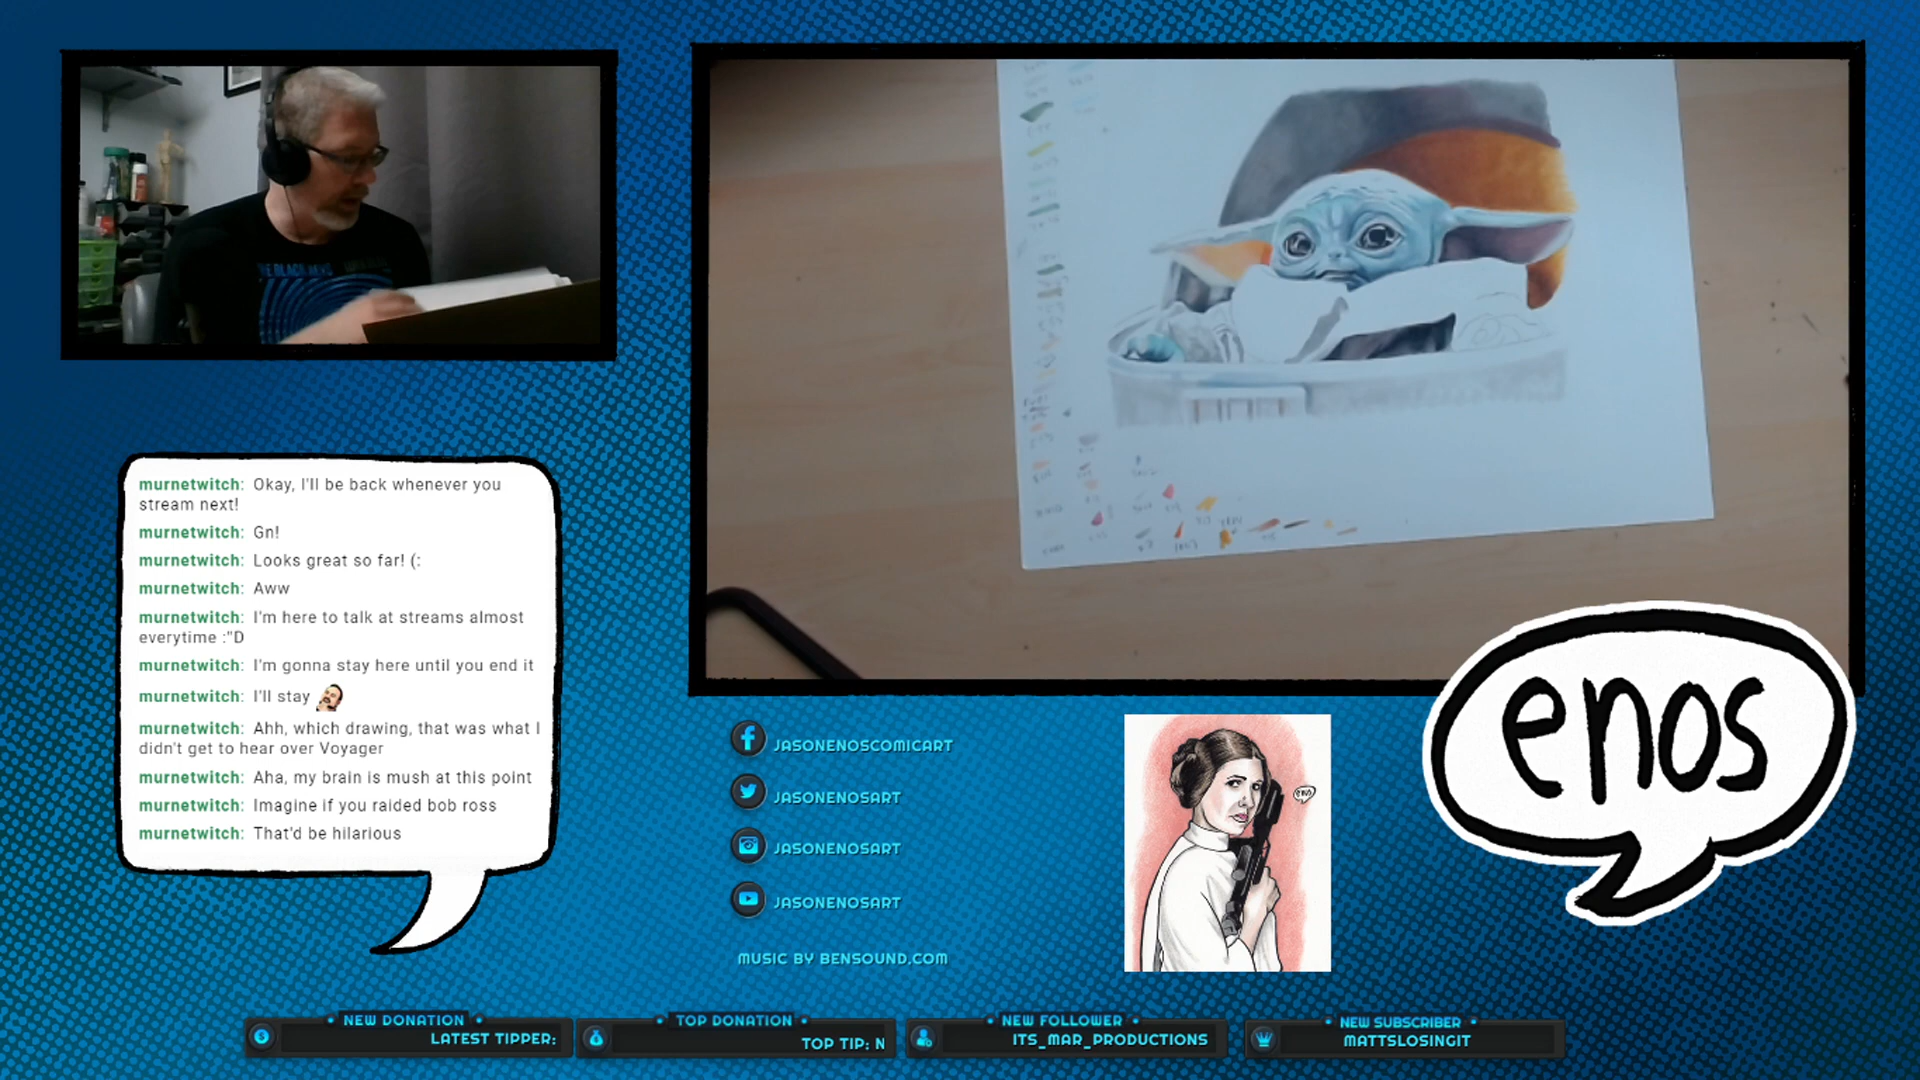 murnetwitch: Okay, I'll be back whenever you
stream next!
murnetwitch: Gn!
murnetwitch: Looks great so far! (:
murnetwitch: Aww
murnetwitch: I'm here to talk at streams almost
everytime :"D
murnetwitch: I'm gonna stay here until you end it
murnetwitch: I'll stay
murnetwitch: Ahh, which drawing, that was what I
didn't get to hear over Voyager
murnetwitch: Aha, my brain is mush at this point
murnetwitch: Imagine if you raided bob ross
murnetwitch: That'd be hilarious
JASONENOSCOMICART
JASONENOSART
JASONENOSART
JASONENOSART
MUSIC BY BENSOUND.COM
enos
enos
NEW DONATION
LATEST TIPPER:
TOP DONATION
TOP TIP: N
NEW FOLLOWER
ITS_MAR_PRODUCTIONS
NEW SUBSCRIBER
MATTSLOSINGIT